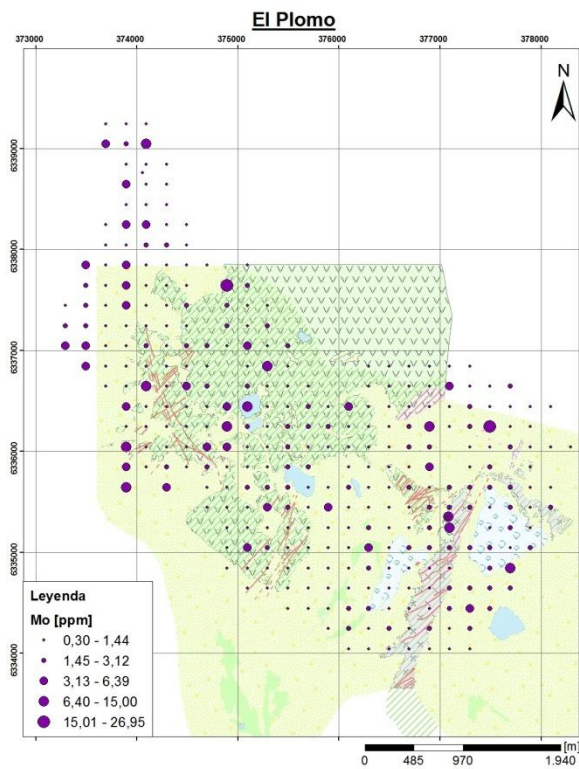 El Plomo
373000 374000 375000 376000 377000 378000
N
6339000
6338000
6337000
6336000
6335000
6334000
Leyenda
Mo [ppm]
0,30 - 1,44
1,45 - 3,12
3,13 - 6,39
6,40 - 15,00
15,01 - 26,95
[m]
0 485 970 1.940